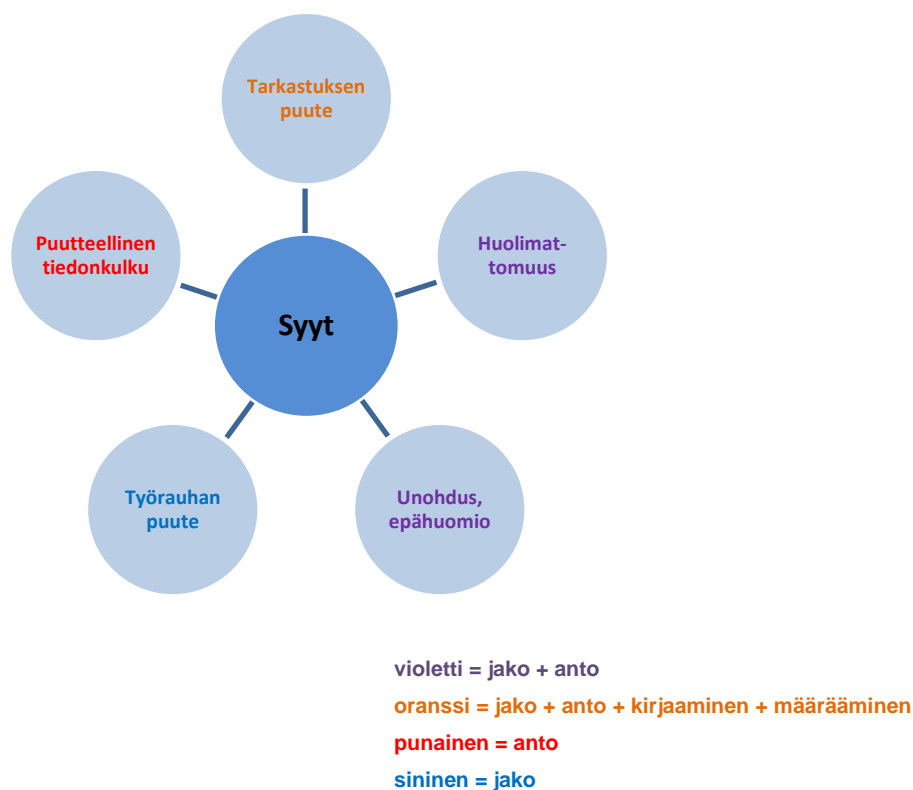 Tarkastuksen
puute
Puutteellinen
tiedonkulku
Huolimat-
tomuus
Syyt
Työrauhan
puute
Unohdus,
epähuomio
violetti = jako + anto
oranssi = jako + anto + kirjaaminen + määrääminen
punainen = anto
sininen = jako